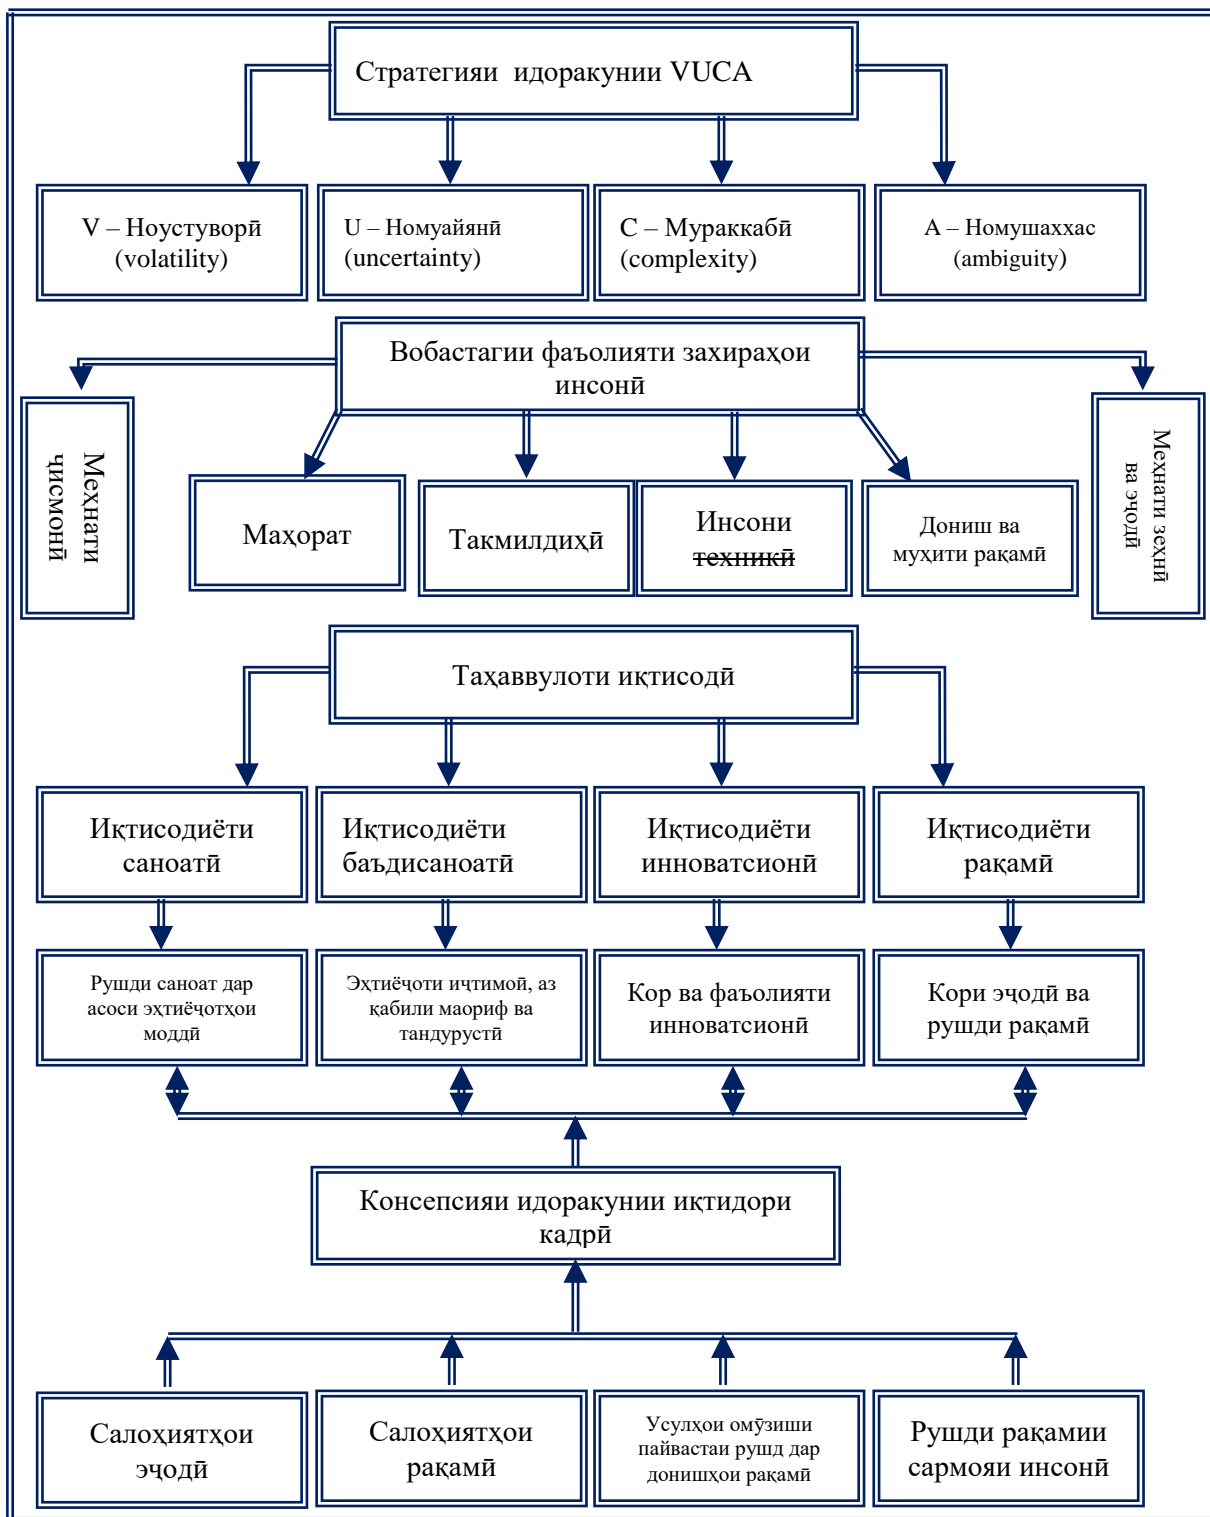 Стратегияи идоракунии VUCA
V – Ноустуворӣ
(volatility)
U – Номуайянӣ
(uncertainty)
C – Мураккабӣ
(complexity)
A – Номушаххас
(ambiguity)
Вобастагии фаъолияти захираҳои
инсонӣ
Меҳнати
ҷисмонӣ
Маҳорат
Такмилдиҳӣ
Инсони
техникӣ
Дониш ва
муҳити рақамӣ
Меҳнати зеҳнӣ
ва эҷодӣ
Таҳаввулоти иқтисодӣ
Иқтисодиёти
саноатӣ
Иқтисодиёти
баъдисаноатӣ
Иқтисодиёти
инноватсионӣ
Иқтисодиёти
рақамӣ
Рушди саноат дар
асоси эҳтиёҷотҳои
моддӣ
Эҳтиёҷоти иҷтимоӣ, аз
қабили маориф ва
тандурустӣ
Кор ва фаъолияти
инноватсионӣ
Кори эҷодӣ ва
рушди рақамӣ
Консепсияи идоракунии иқтидори
кадрӣ
Салоҳиятҳои
эҷодӣ
Салоҳиятҳои
рақамӣ
Усулҳои омӯзиши
пайвастаи рушд дар
донишҳои рақамӣ
Рушди рақамии
сармояи инсонӣ